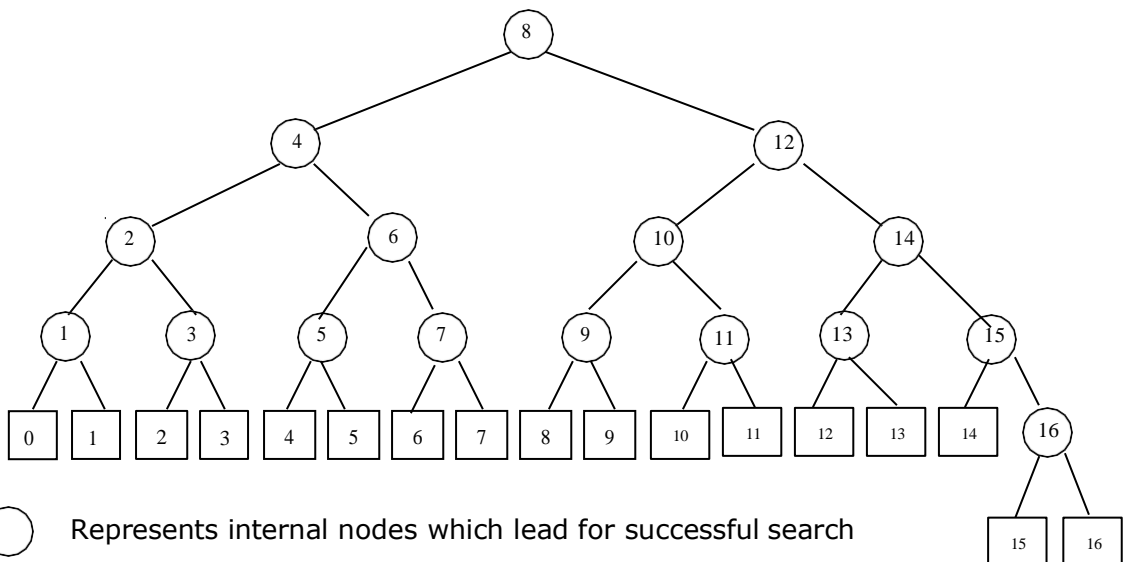 8
4 12
2 6 10 14
1 3 5 7 9 11 13 15
0 1 2 3 4 5 6 7 8 9 10 11 12 13 14 16
Represents internal nodes which lead for successful search
15 16